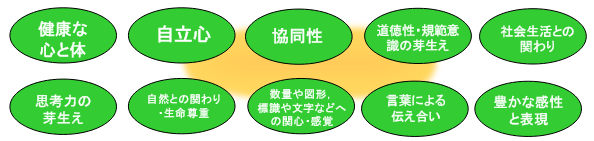 健康な
心と体
自立心
協同性
道徳性・規範意
識の芽生え
社会生活との
関わり
思考力の
芽生え
自然との関わり
・生命尊重
数量や図形,
標識や文字などへ
の関心・感覚
言葉による
伝え合い
豊かな感性
と表現